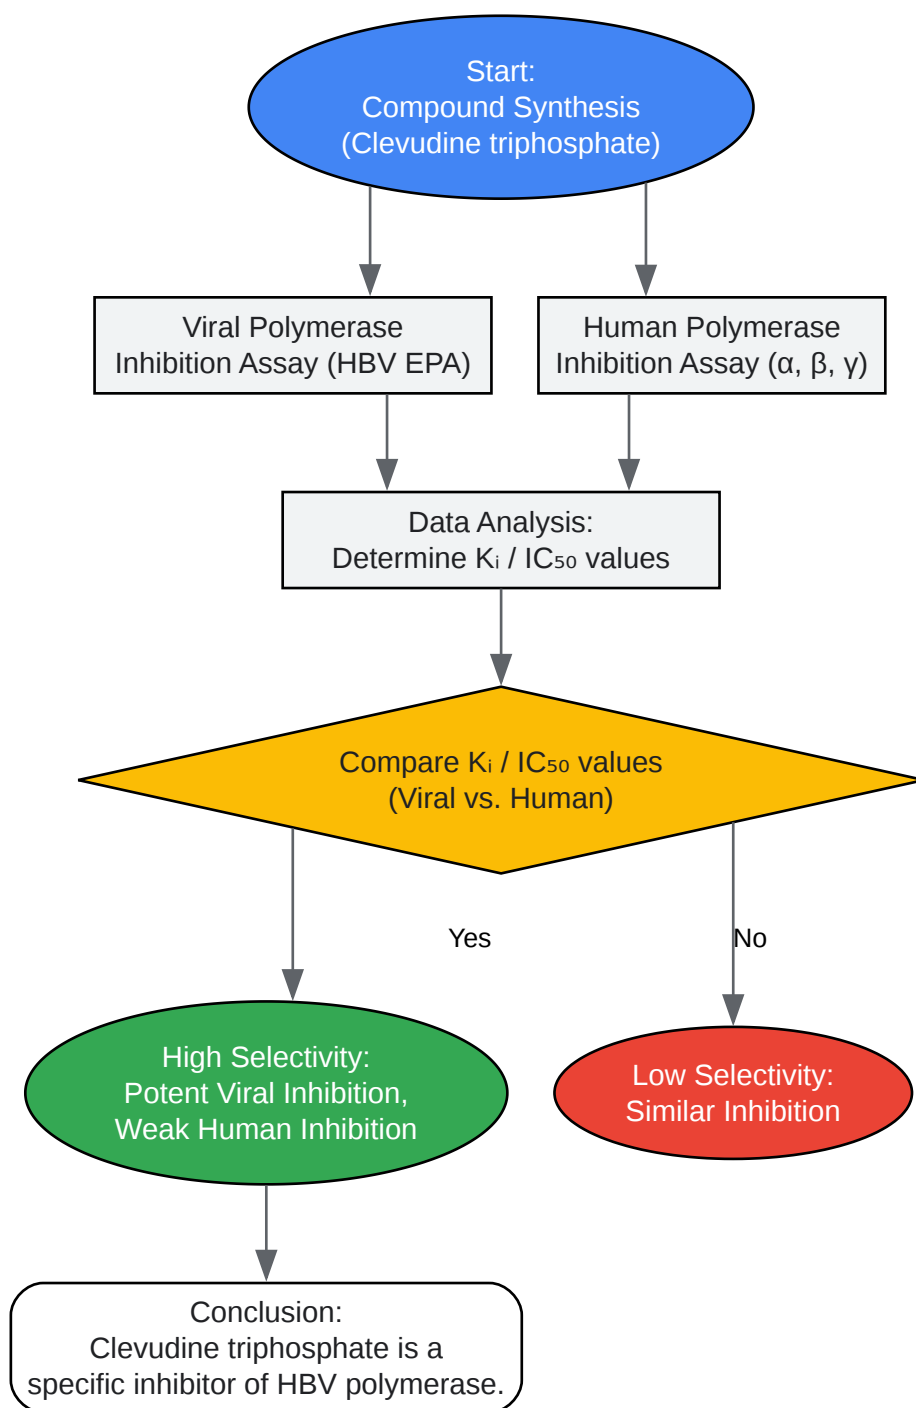 Start:
Compound Synthesis
(Clevudine triphosphate)
Viral Polymerase
Inhibition Assay (HBV EPA)
Human Polymerase
Inhibition Assay (α, β, γ)
Data Analysis:
Determine Kᵢ / IC₅₀ values
Compare Kᵢ / IC₅₀ values
(Viral vs. Human)
Yes
No
High Selectivity:
Potent Viral Inhibition,
Weak Human Inhibition
Low Selectivity:
Similar Inhibition
Conclusion:
Clevudine triphosphate is a
specific inhibitor of HBV polymerase.